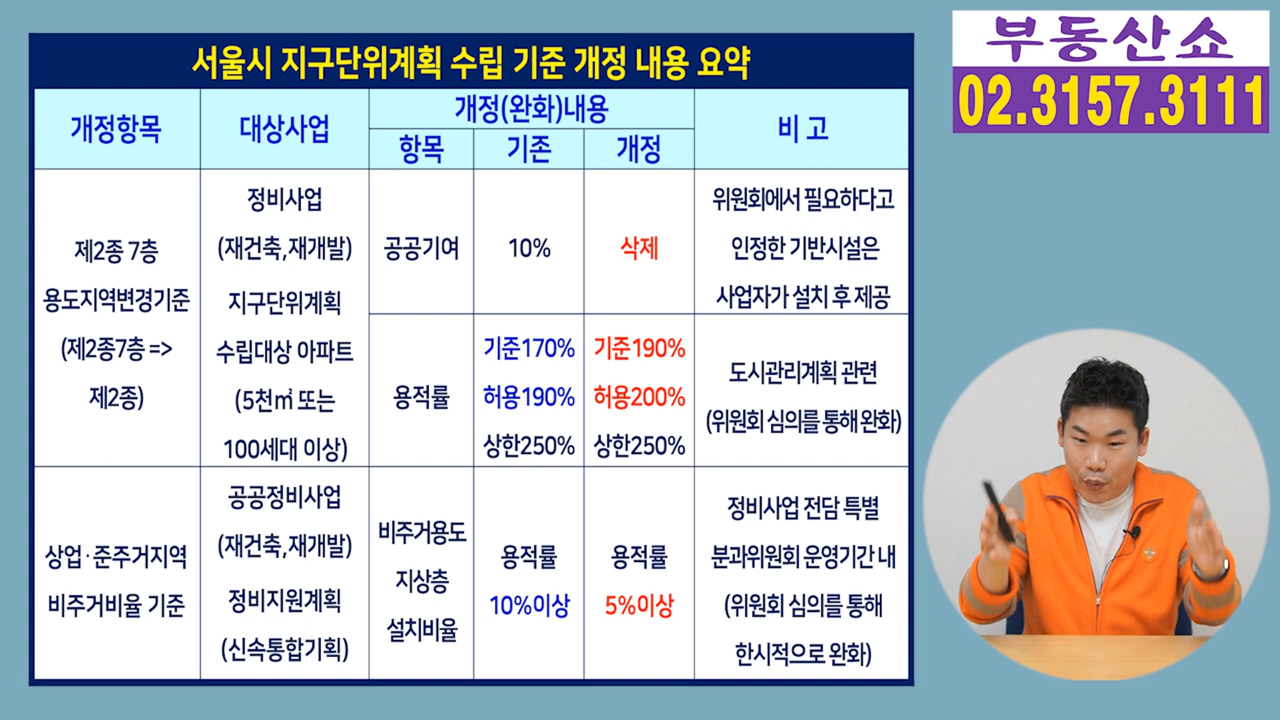 서울시 지구단위계획 수립 기준 개정 내용 요약
개정항목
대상사업
개정(완화)내용
항목
기존
개정
비 고
제2종 7층
용도지역변경기준
(제2종7층 =>
제2종)
정비사업
(재건축,재개발)
지구단위계획
수립대상 아파트
(5천㎡ 또는
100세대 이상)
공공기여
10%
삭제
위원회에서 필요하다고
인정한 기반시설은
사업자가 설치 후 제공
용적률
기준170%
허용190%
상한250%
기준190%
허용200%
상한250%
도시관리계획 관련
(위원회 심의를 통해 완화)
상업·준주거지역
비주거비율 기준
공공정비사업
(재건축,재개발)
정비지원계획
(신속통합기획)
비주거용도
지상층
설치비율
용적률
10%이상
용적률
5%이상
정비사업 전담 특별
분과위원회 운영기간 내
(위원회 심의를 통해
한시적으로 완화)
부동산쇼
02.3157.3111